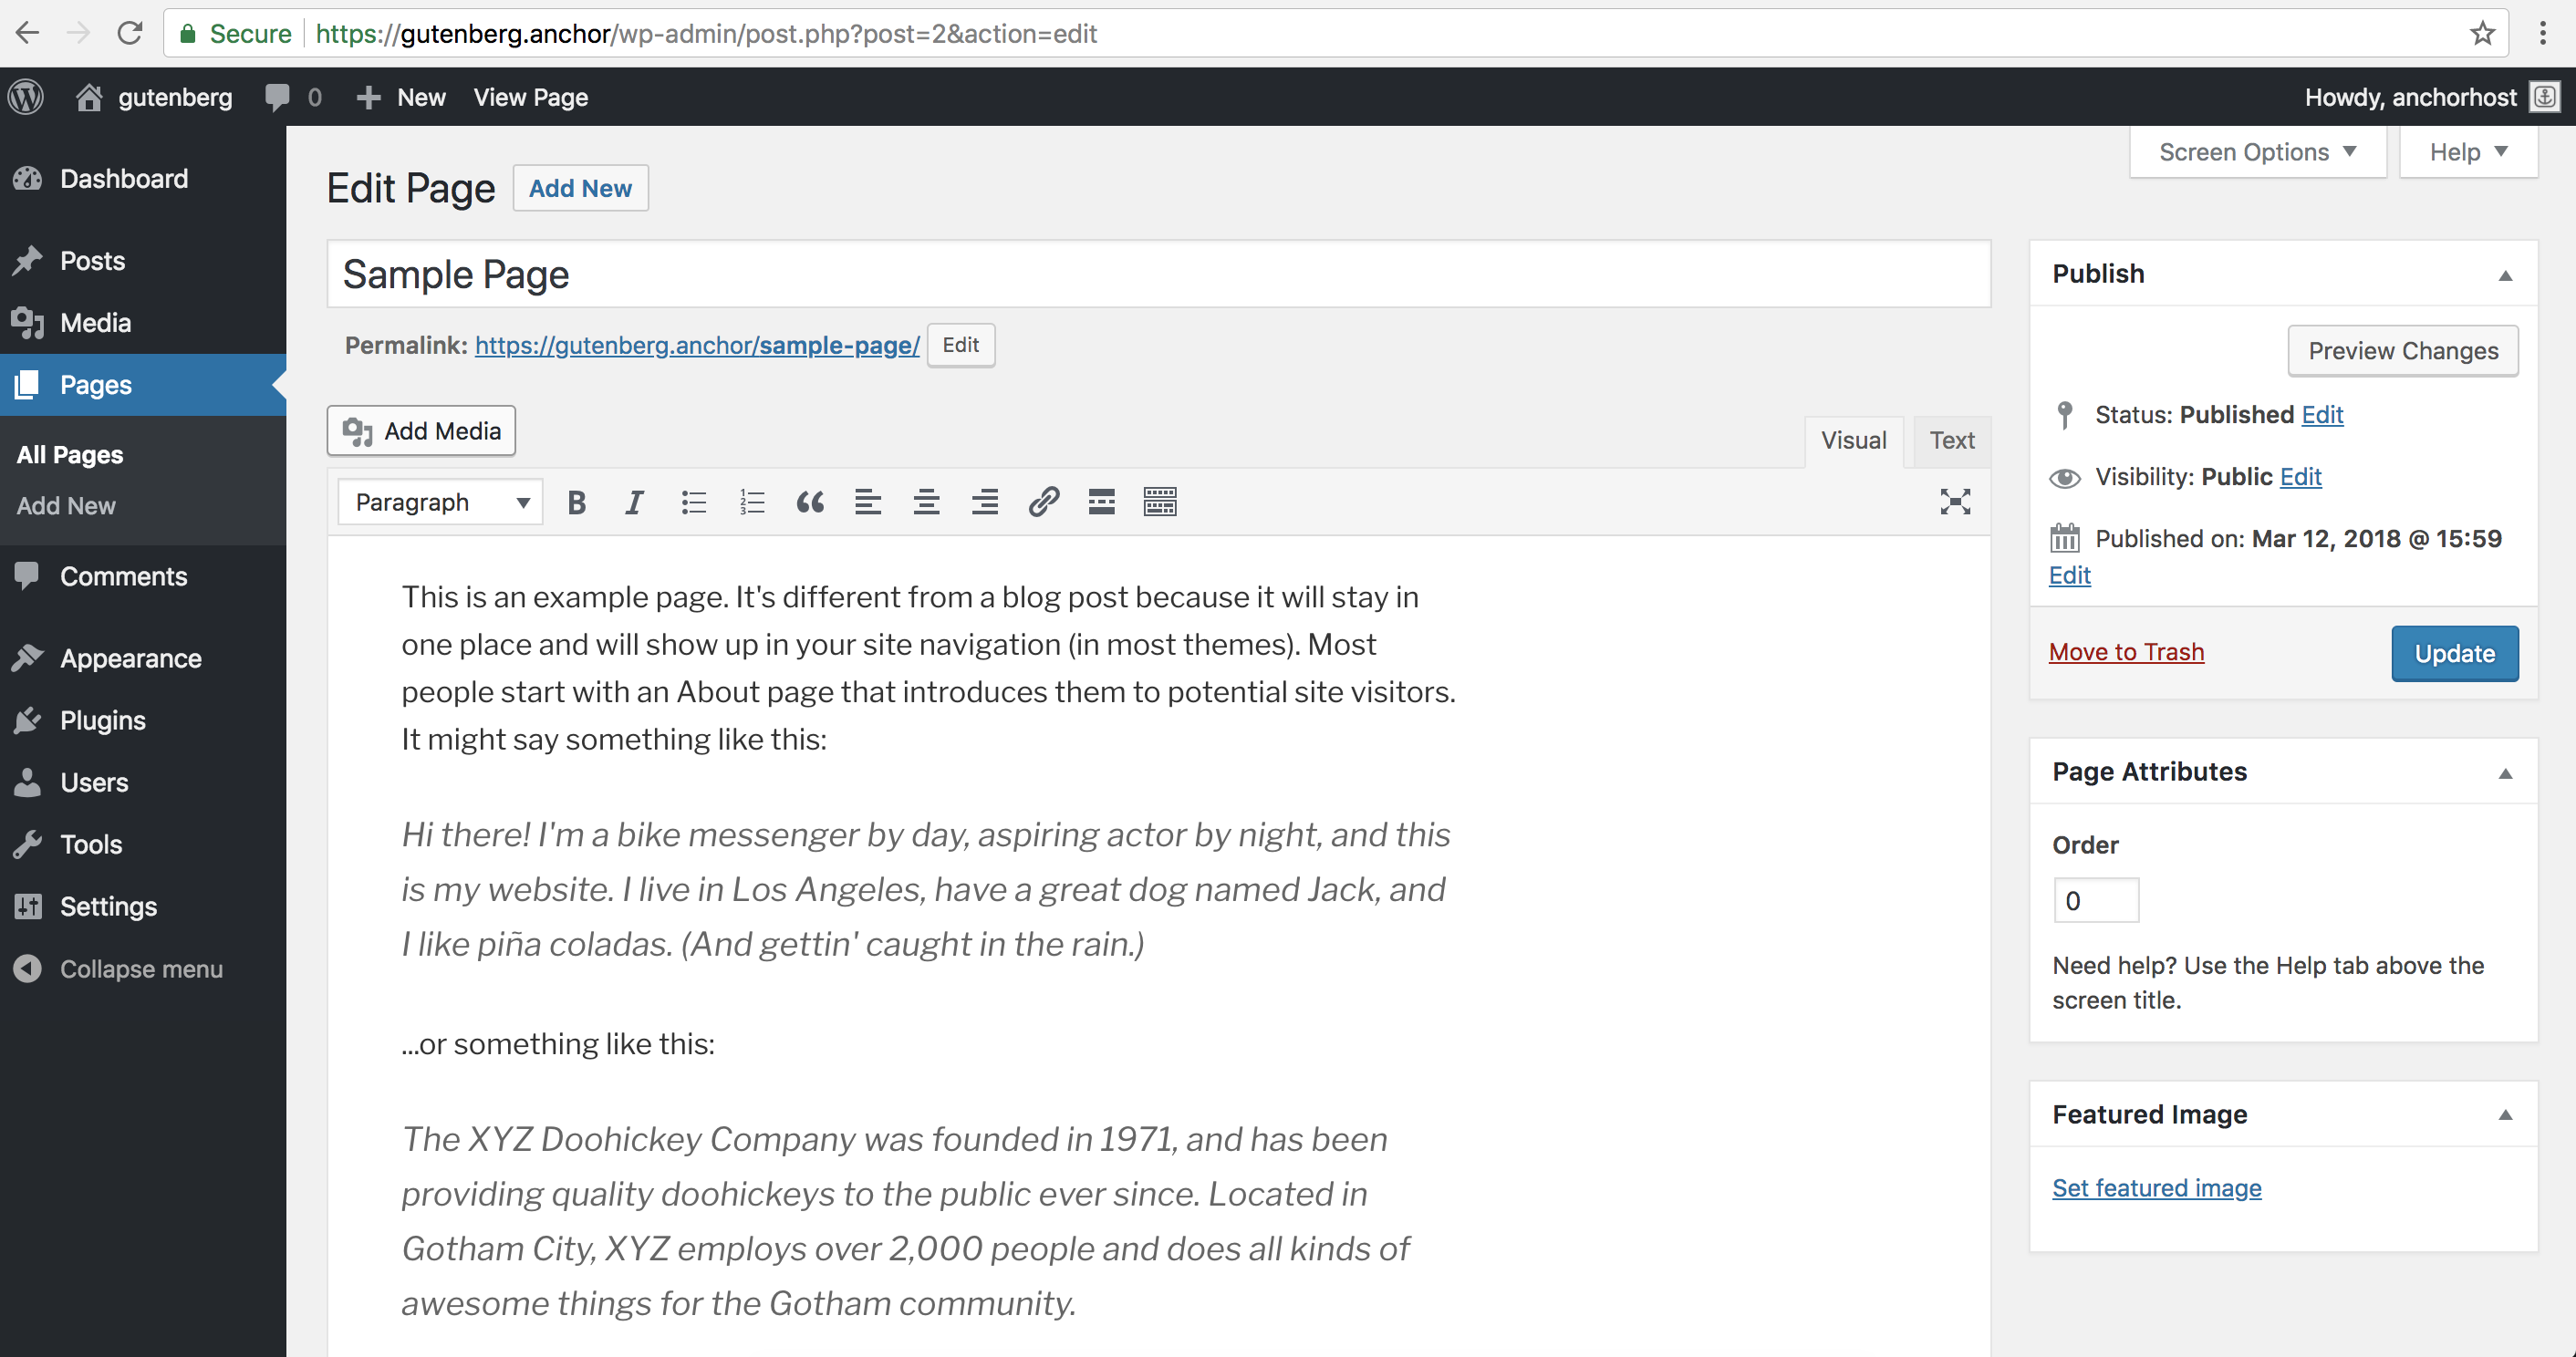 Secure https://gutenberg.anchor/wp-admin/post.php?post=2&action=edit
gutenberg 0 New View Page Howdy, anchorhost
Dashboard
Posts
Media
Pages
All Pages
Add New
Comments
Appearance
Plugins
Users
Tools
Settings
Collapse menu
Screen Options Help
Edit Page Add New
Sample Page
Permalink: https://gutenberg.anchor/sample-page/ Edit
Add Media
Visual Text
Paragraph B I
This is an example page. It's different from a blog post because it will stay in
one place and will show up in your site navigation (in most themes). Most
people start with an About page that introduces them to potential site visitors.
It might say something like this:
Hi there! I'm a bike messenger by day, aspiring actor by night, and this
is my website. I live in Los Angeles, have a great dog named Jack, and
I like piña coladas. (And gettin' caught in the rain.)
...or something like this:
The XYZ Doohickey Company was founded in 1971, and has been
providing quality doohickeys to the public ever since. Located in
Gotham City, XYZ employs over 2,000 people and does all kinds of
awesome things for the Gotham community.
Publish
Preview Changes
Status: Published Edit
Visibility: Public Edit
Published on: Mar 12, 2018 @ 15:59
Edit
Move to Trash Update
Page Attributes
Order
0
Need help? Use the Help tab above the
screen title.
Featured Image
Set featured image